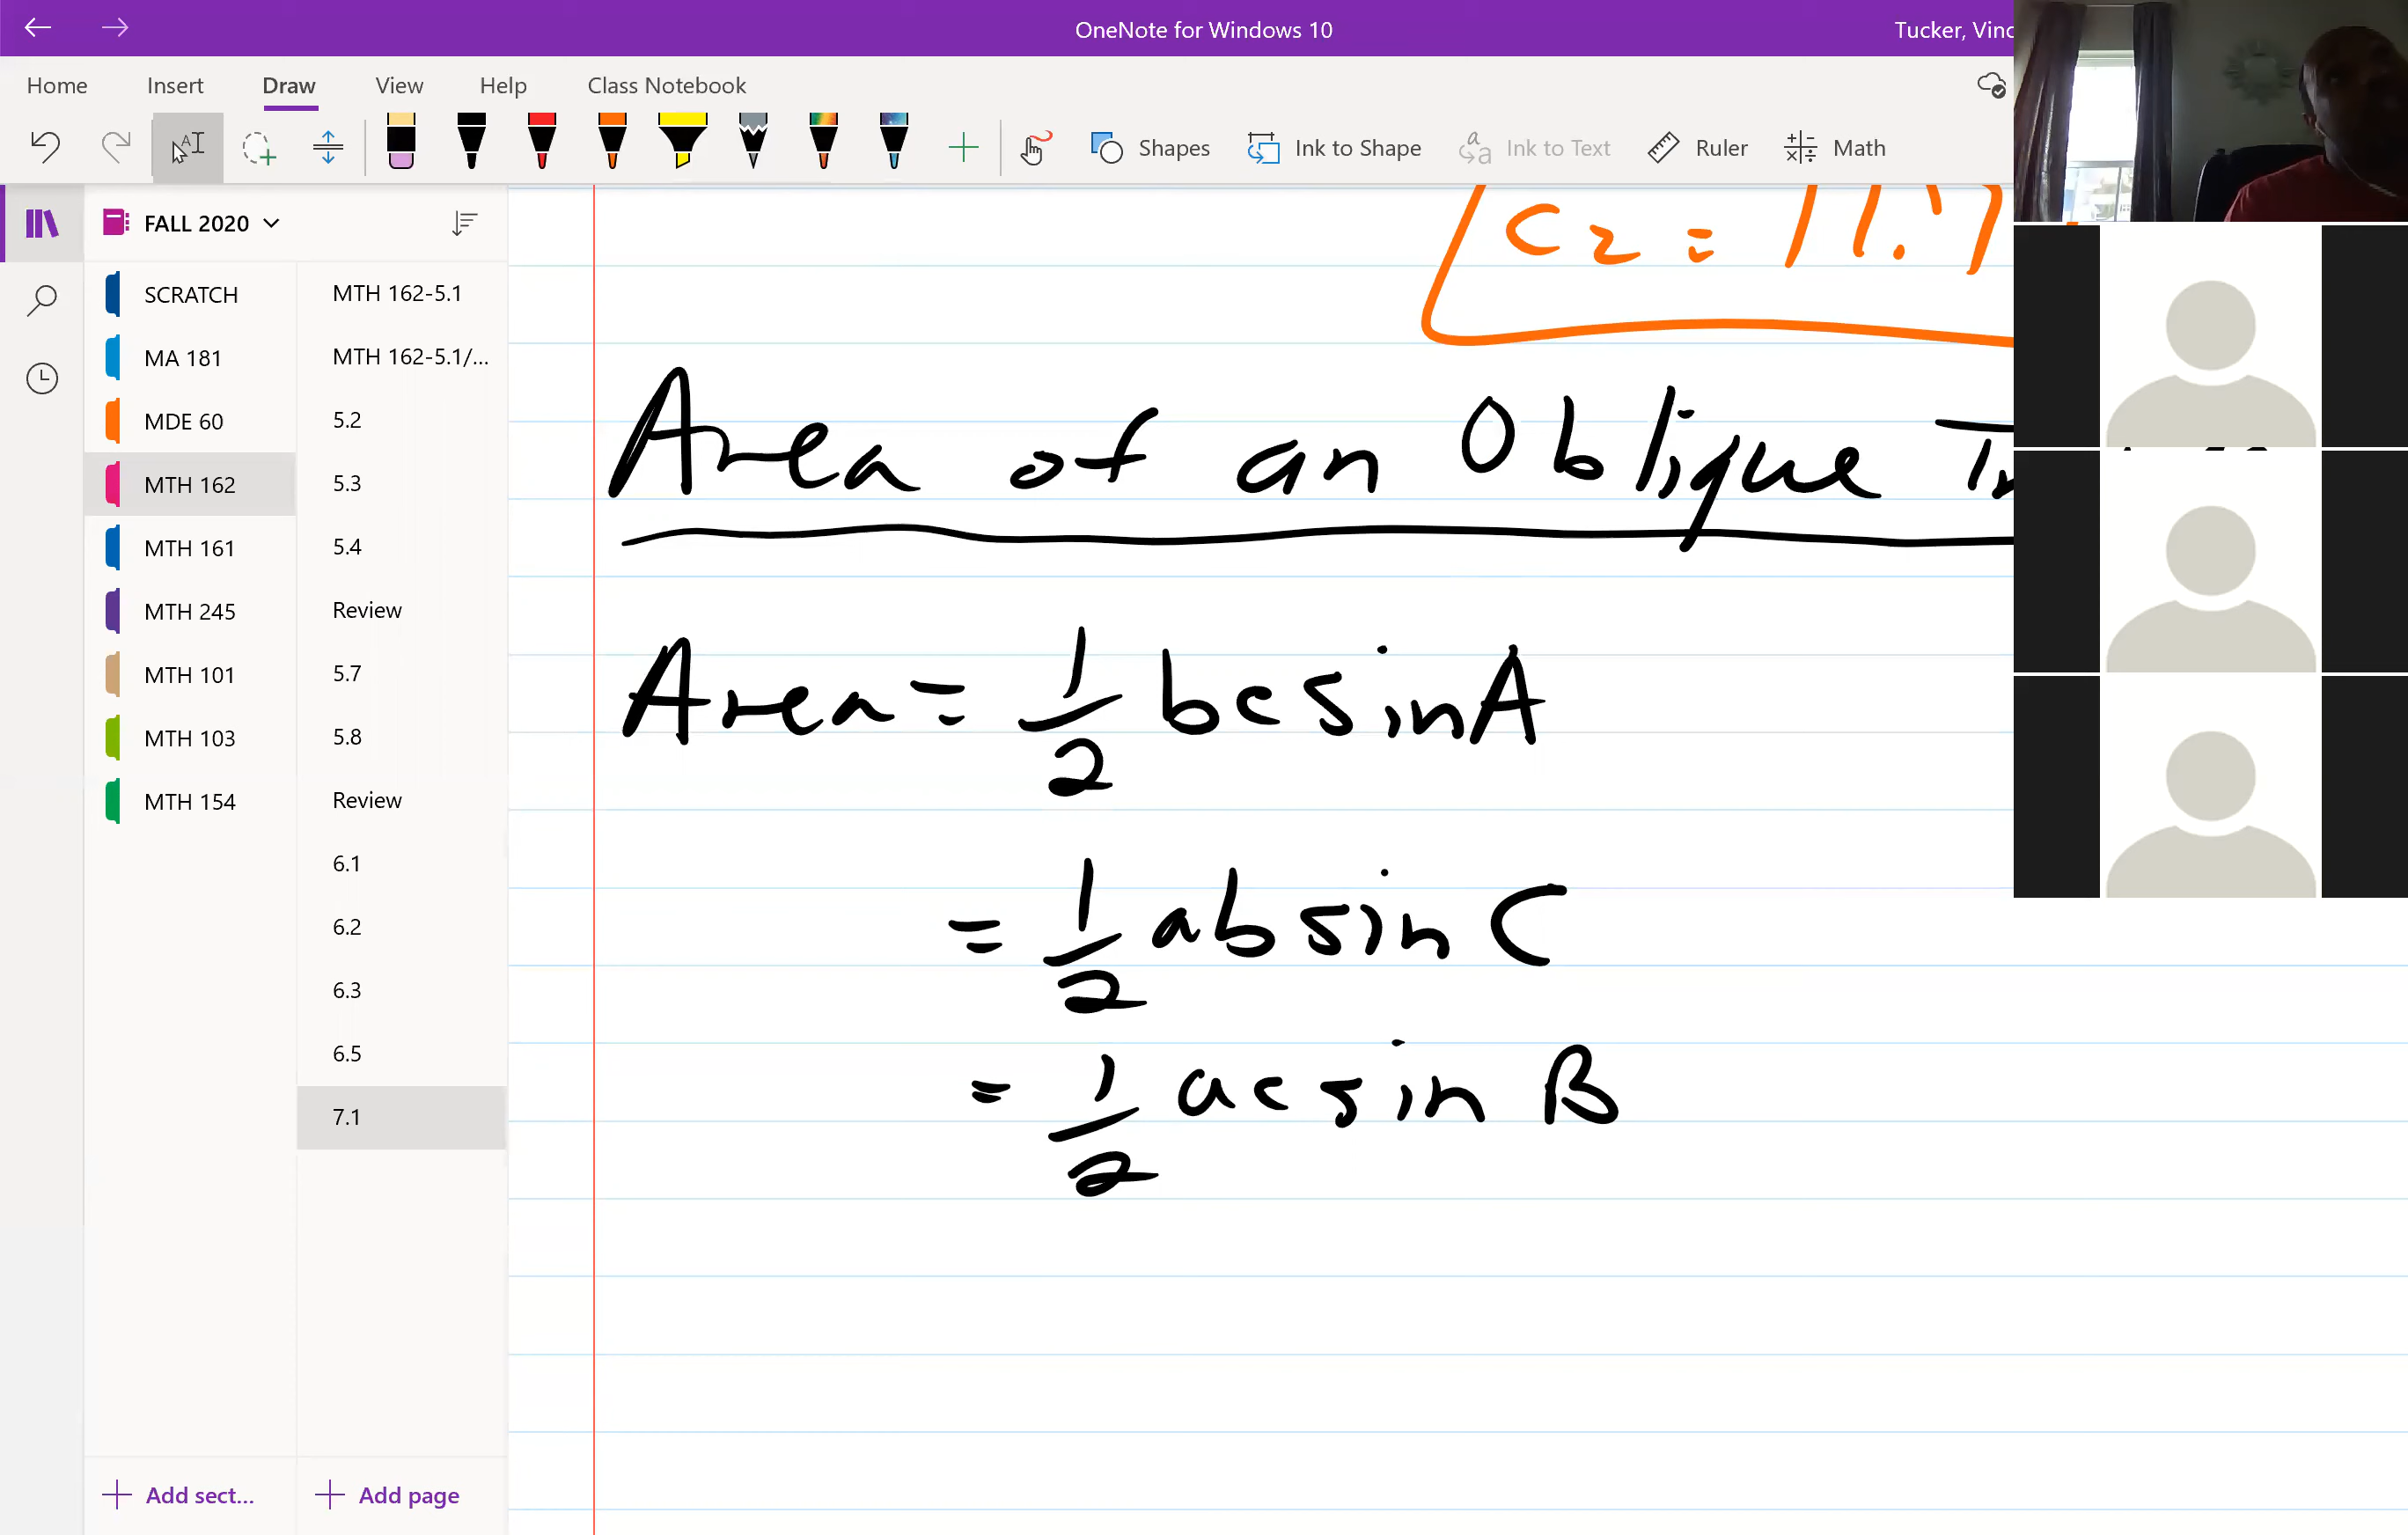 OneNote for Windows 10
Tucker, Vinc
Home Insert Draw View Help Class Notebook
Shapes Ink to Shape Ink to Text Ruler Math
FALL 2020
SCRATCH
MA 181
MDE 60
MTH 162
MTH 161
MTH 245
MTH 101
MTH 103
MTH 154
Add sect...
MTH 162-5.1
MTH 162-5.1/...
5.2
5.3
5.4
Review
5.7
5.8
Review
6.1
6.2
6.3
6.5
7.1
Add page
Area of an Oblique
Area = 1/2 bc sin A
= 1/2 ab sin C
= 1/2 ac sin B